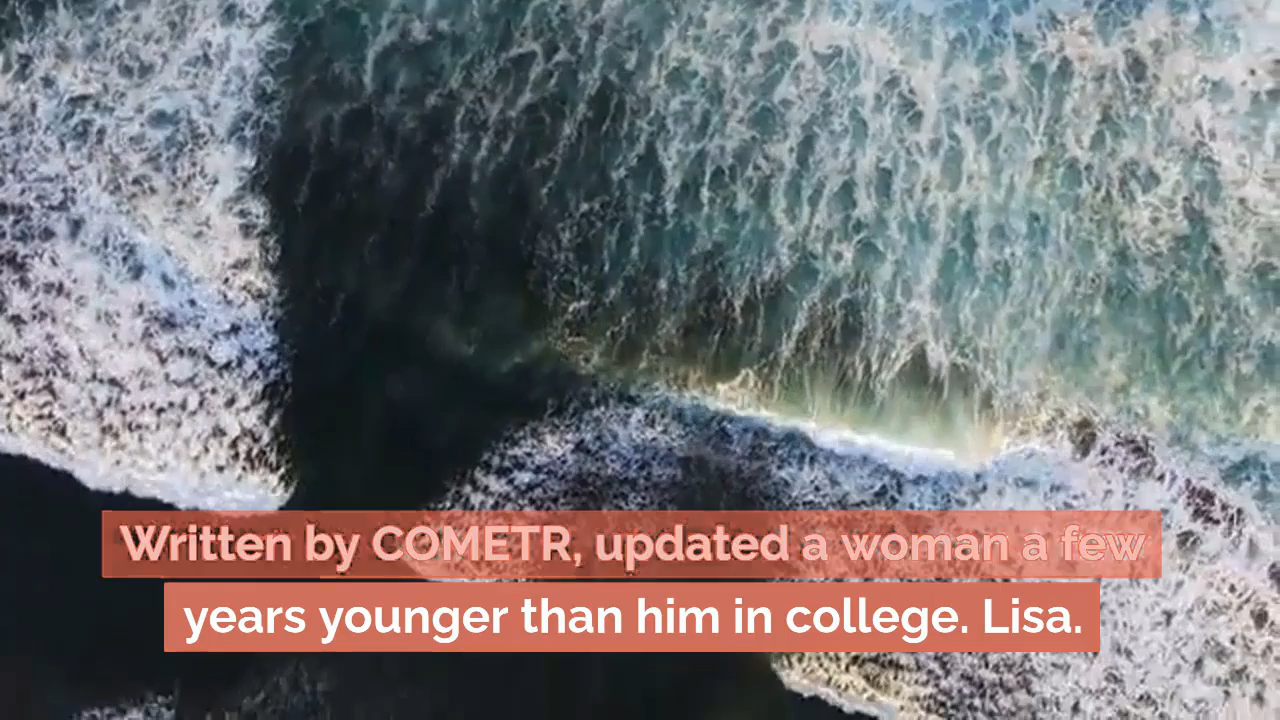 Written by COMETR, updated a woman a few
years younger than him in college. Lisa.